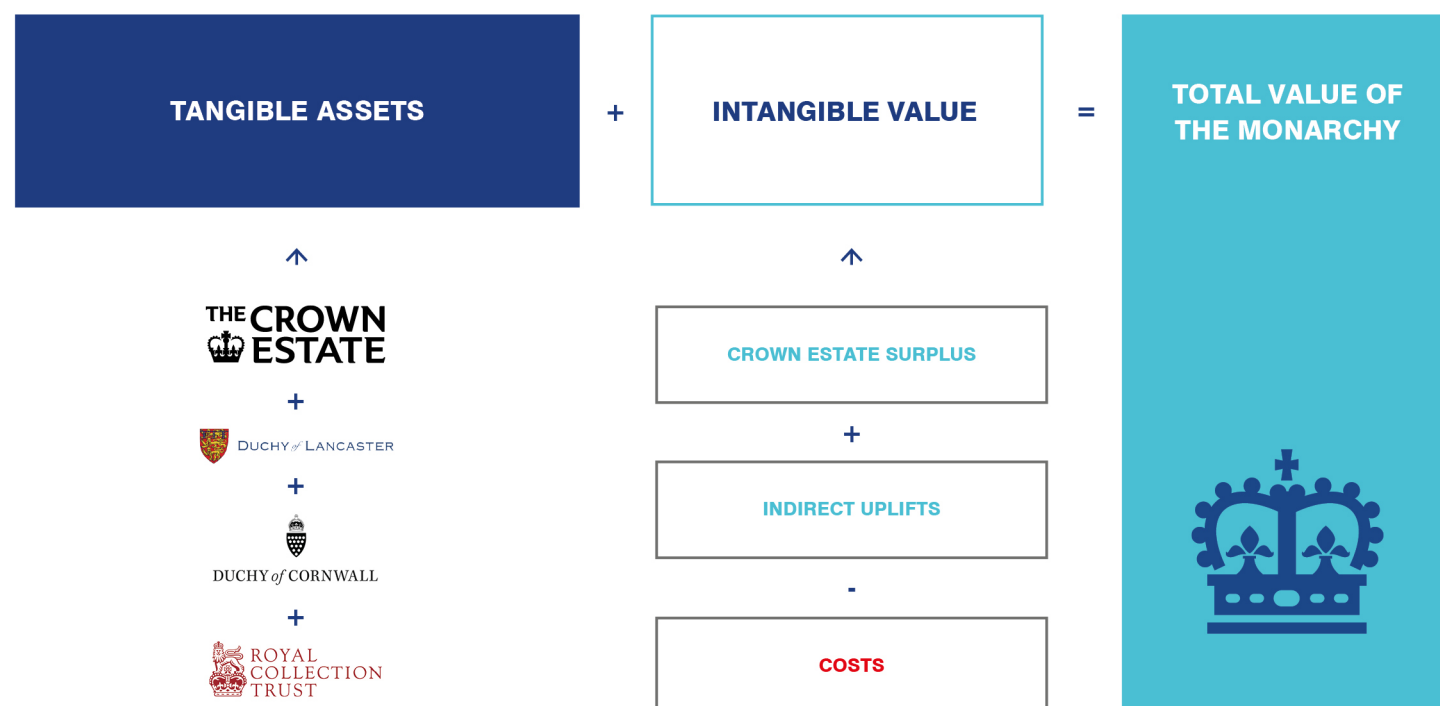 TANGIBLE ASSETS
+
INTANGIBLE VALUE
=
TOTAL VALUE OF
THE MONARCHY
THE CROWN
ESTATE
+
DUCHY of LANCASTER
+
DUCHY of CORNWALL
+
ROYAL
COLLECTION
TRUST
CROWN ESTATE SURPLUS
+
INDIRECT UPLIFTS
-
COSTS